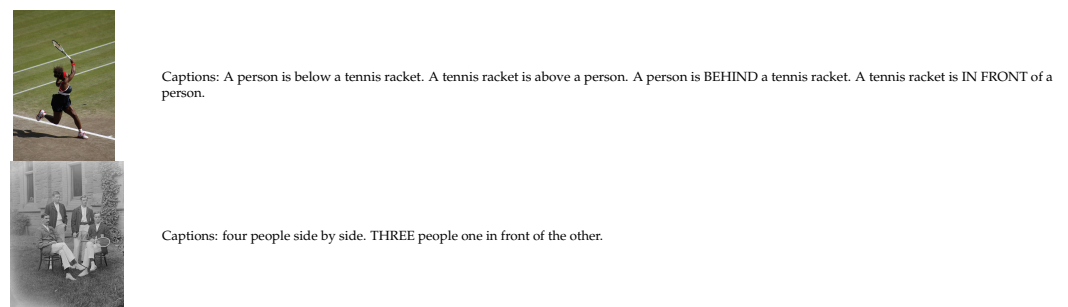 Captions: A person is below a tennis racket. A tennis racket is above a person. A person is BEHIND a tennis racket. A tennis racket is IN FRONT of a
person.
Captions: four people side by side. THREE people one in front of the other.